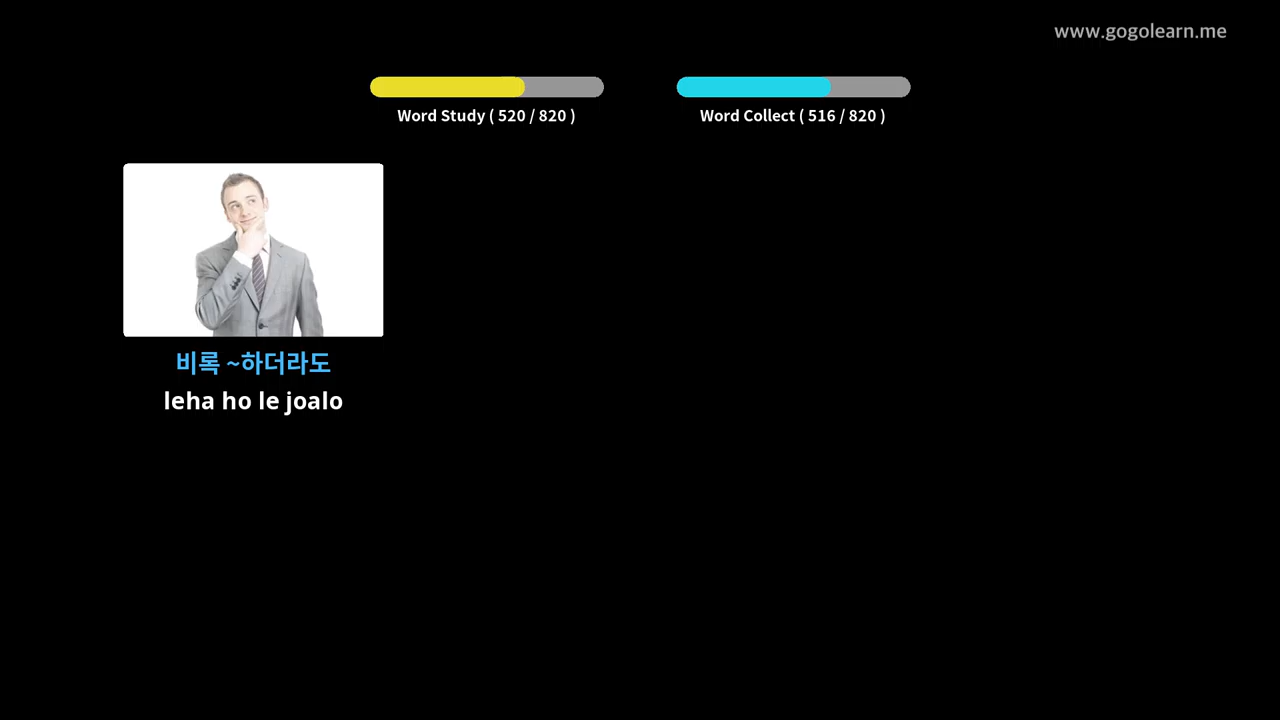 www.gogolearn.me
Word Study ( 520 / 820 )
Word Collect ( 516 / 820 )
비록 ~하더라도
leha ho le joalo